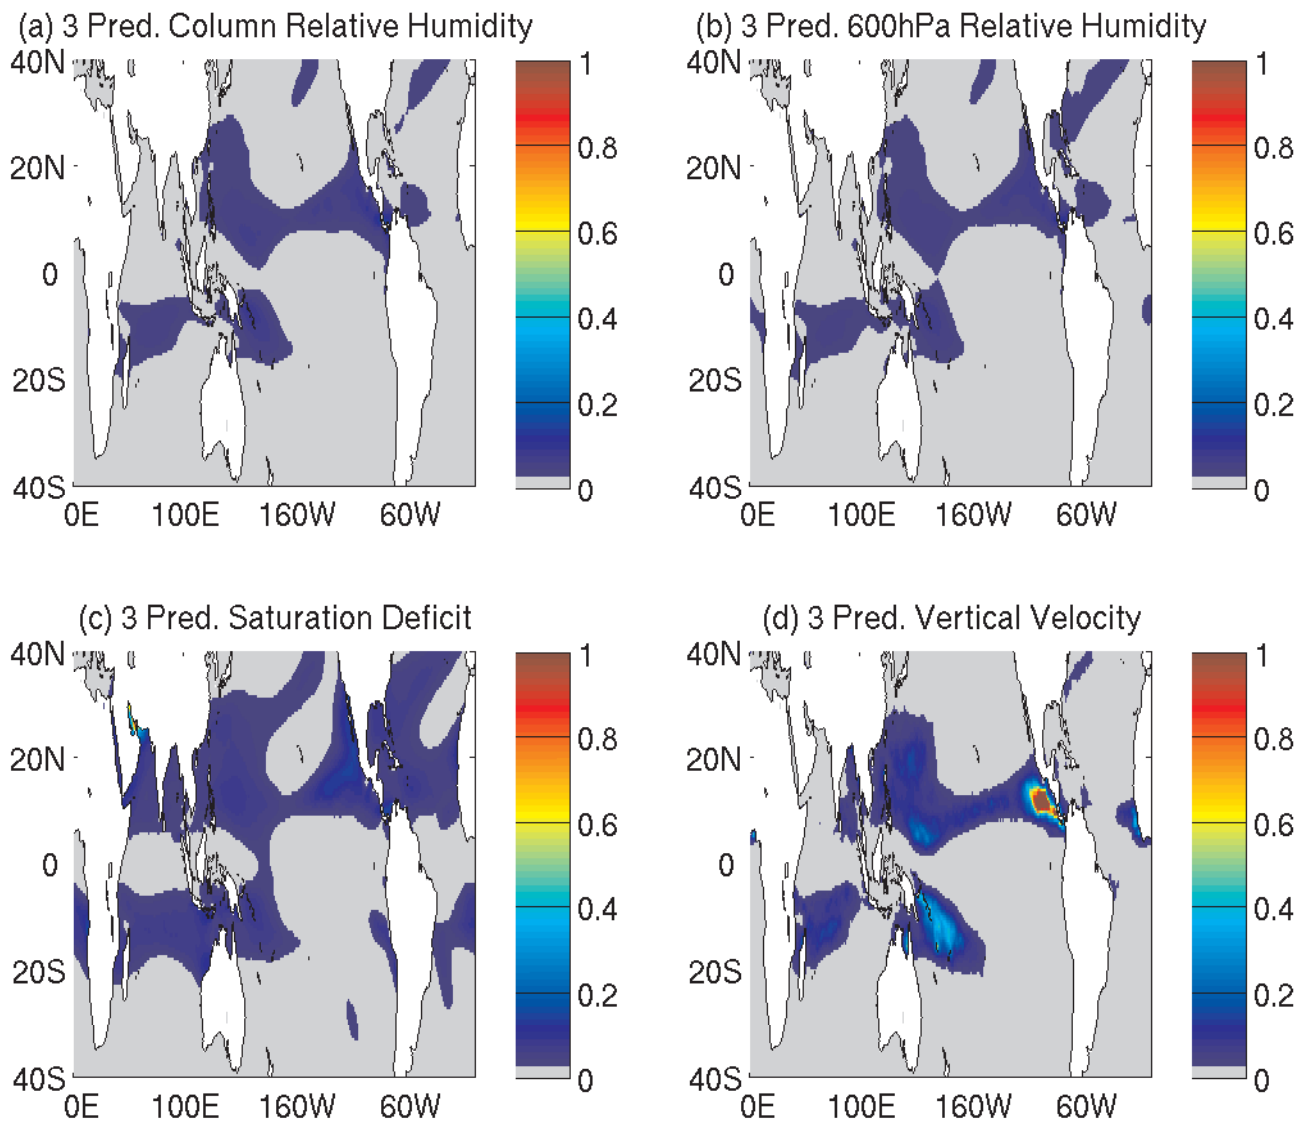 (a) 3 Pred. Column Relative Humidity
40N
20N
0
20S
40S
0E 100E 160W 60W
1
0.8
0.6
0.4
0.2
0
(b) 3 Pred. 600hPa Relative Humidity
40N
20N
0
20S
40S
0E 100E 160W 60W
1
0.8
0.6
0.4
0.2
0
(c) 3 Pred. Saturation Deficit
40N
20N
0
20S
40S
0E 100E 160W 60W
1
0.8
0.6
0.4
0.2
0
(d) 3 Pred. Vertical Velocity
40N
20N
0
20S
40S
0E 100E 160W 60W
1
0.8
0.6
0.4
0.2
0